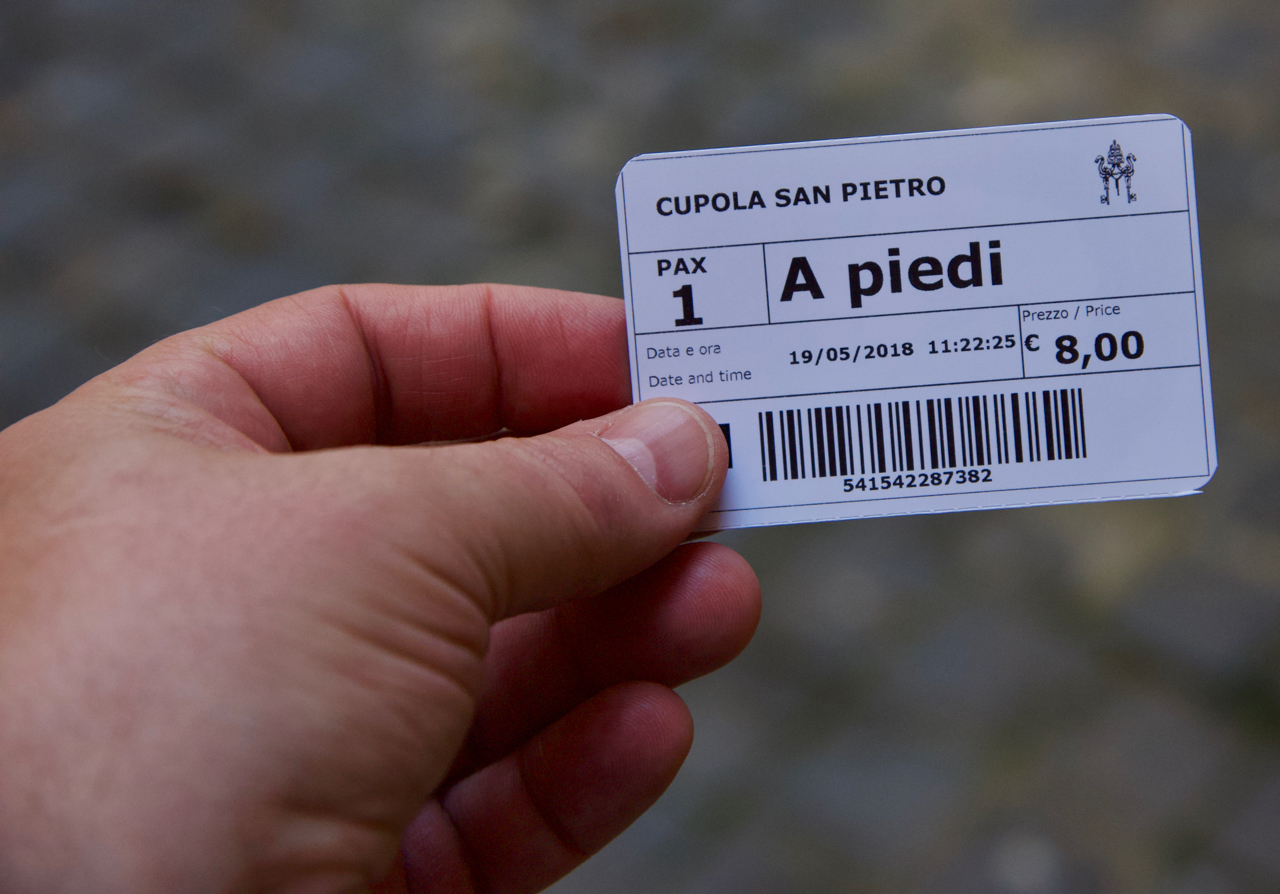 CUPOLA SAN PIETRO
PAX
1
A piedi
Data e ora
Date and time
19/05/2018 11:22:25
Prezzo / Price
€ 8,00
541542287382